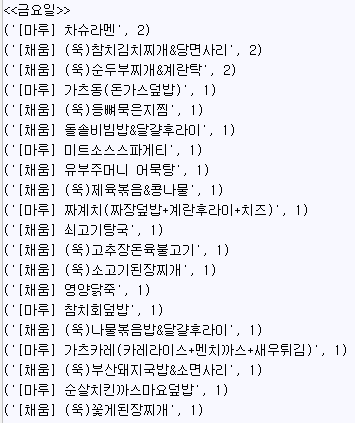 <<금요일>>
('[마루] 차슈라멘', 2)
('[채움] (뚝)참치김치찌개&당면사리', 2)
('[채움] (뚝)순두부찌개&계란탁', 2)
('[마루] 가츠동(돈가스덮밥)', 1)
('[채움] (뚝)등뼈묵은지찜', 1)
('[마루] 돌솥비빔밥&달걀후라이', 1)
('[마루] 미트소스스파게티', 1)
('[채움] 유부주머니 어묵탕', 1)
('[채움] (뚝)제육볶음&콩나물', 1)
('[마루] 짜계치(짜장덮밥+계란후라이+치즈)', 1)
('[채움] 쇠고기탕국', 1)
('[채움] (뚝)고추장돈육불고기', 1)
('[채움] (뚝)소고기된장찌개', 1)
('[채움] 영양닭죽', 1)
('[마루] 참치회덮밥', 1)
('[채움] (뚝)나물볶음밥&달걀후라이', 1)
('[마루] 가츠카레(카레라이스+멘치까스+새우튀김)', 1)
('[채움] (뚝)부산돼지국밥&소면사리', 1)
('[마루] 순살치킨까스마요덮밥', 1)
('[채움] (뚝)꽃게된장찌개', 1)